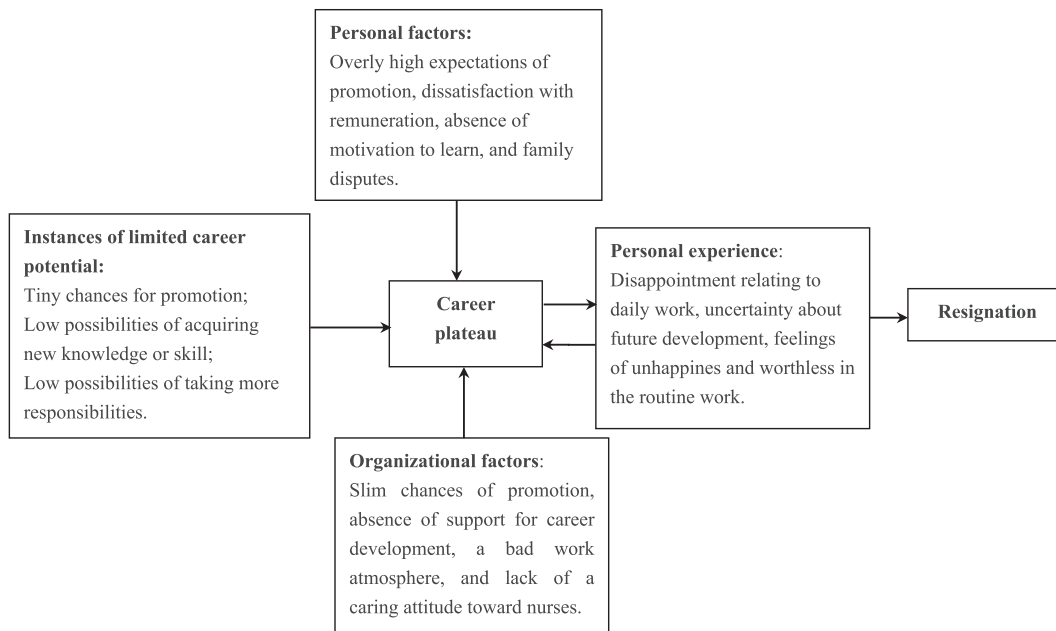 Personal factors:
Overly high expectations of
promotion, dissatisfaction with
remuneration, absence of
motivation to learn, and family
disputes.
Instances of limited career
potential:
Tiny chances for promotion;
Low possibilities of acquiring
new knowledge or skill;
Low possibilities of taking more
responsibilities.
Career
plateau
Personal experience:
Disappointment relating to
daily work, uncertainty about
future development, feelings
of unhappines and worthless in
the routine work.
Resignation
Organizational factors:
Slim chances of promotion,
absence of support for career
development, a bad work
atmosphere, and lack of a
caring attitude toward nurses.